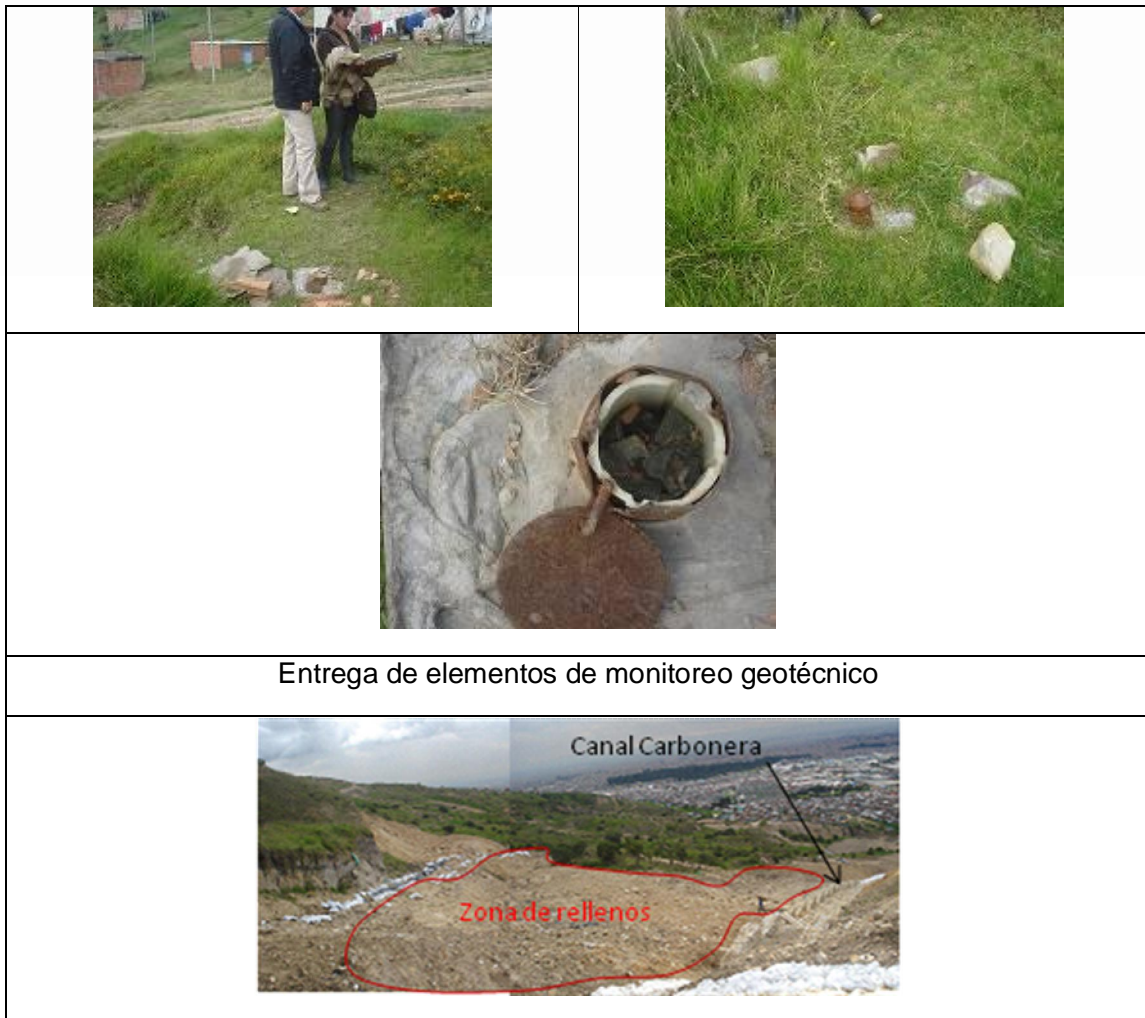 Entrega de elementos de monitoreo geotécnico
Canal Carbonera
Zona de rellenos